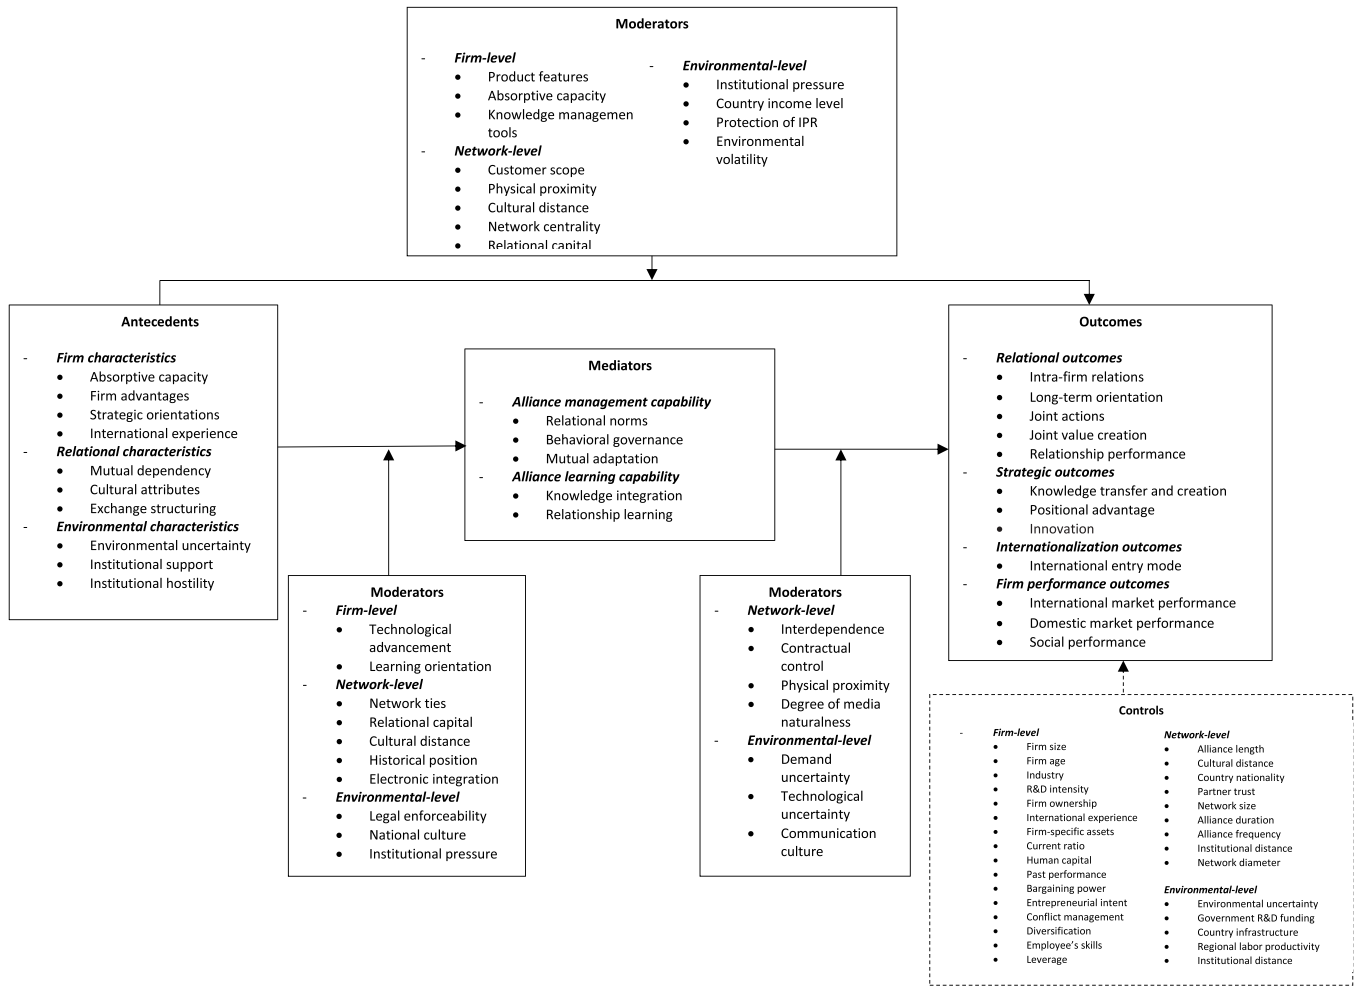 Moderators
- Firm-level
● Product features
● Absorptive capacity
● Knowledge managemen
tools
- Network-level
● Customer scope
● Physical proximity
● Cultural distance
● Network centrality
● Relational capital
- Environmental-level
● Institutional pressure
● Country income level
● Protection of IPR
● Environmental
volatility
Antecedents
- Firm characteristics
● Absorptive capacity
● Firm advantages
● Strategic orientations
● International experience
- Relational characteristics
● Mutual dependency
● Cultural attributes
● Exchange structuring
- Environmental characteristics
● Environmental uncertainty
● Institutional support
● Institutional hostility
Mediators
- Alliance management capability
● Relational norms
● Behavioral governance
● Mutual adaptation
- Alliance learning capability
● Knowledge integration
● Relationship learning
Outcomes
- Relational outcomes
● Intra-firm relations
● Long-term orientation
● Joint actions
● Joint value creation
● Relationship performance
- Strategic outcomes
● Knowledge transfer and creation
● Positional advantage
● Innovation
- Internationalization outcomes
● International entry mode
- Firm performance outcomes
● International market performance
● Domestic market performance
● Social performance
Moderators
- Firm-level
● Technological
advancement
● Learning orientation
- Network-level
● Network ties
● Relational capital
● Cultural distance
● Historical position
● Electronic integration
- Environmental-level
● Legal enforceability
● National culture
● Institutional pressure
Moderators
- Network-level
● Interdependence
● Contractual
control
● Physical proximity
● Degree of media
naturalness
- Environmental-level
● Demand
uncertainty
● Technological
uncertainty
● Communication
culture
Controls
- Firm-level
● Firm size
● Firm age
● Industry
● R&D intensity
● Firm ownership
● International experience
● Firm-specific assets
● Current ratio
● Human capital
● Past performance
● Bargaining power
● Entrepreneurial intent
● Conflict management
● Diversification
● Employee's skills
● Leverage
Network-level
● Alliance length
● Cultural distance
● Country nationality
● Partner trust
● Network size
● Alliance duration
● Alliance frequency
● Institutional distance
● Network diameter
Environmental-level
● Environmental uncertainty
● Government R&D funding
● Country infrastructure
● Regional labor productivity
● Institutional distance